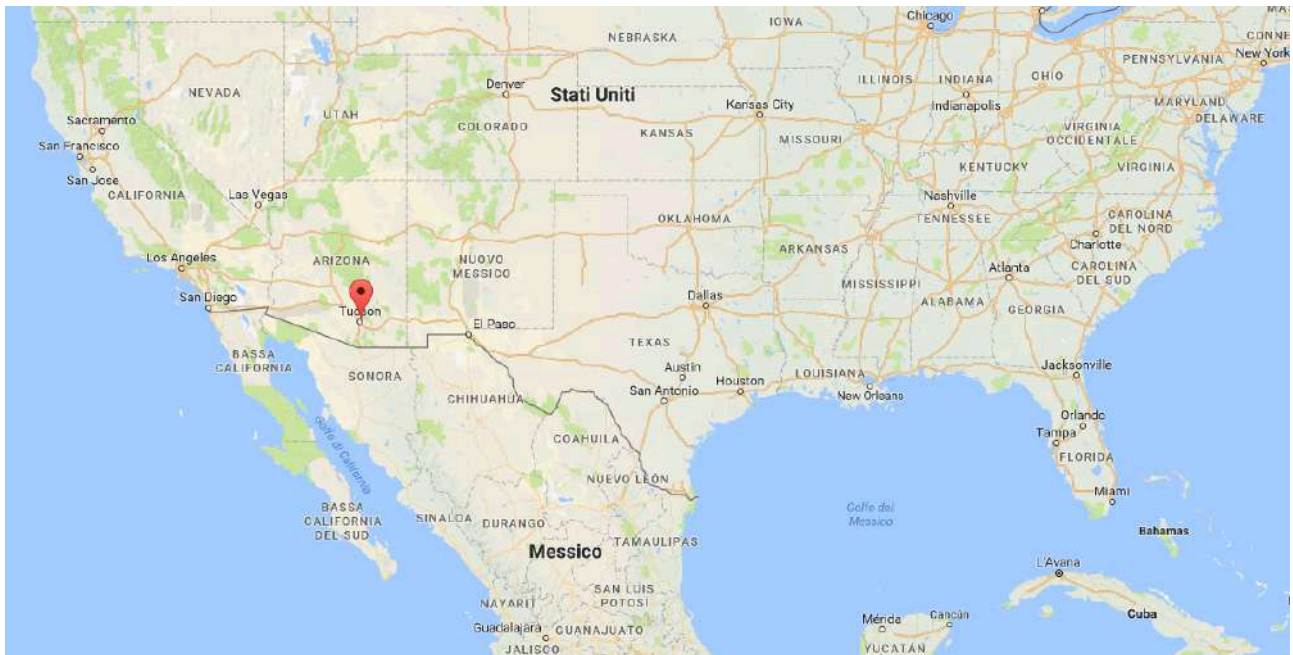 IOWA
Chicago
MAS
NEBRASKA
CONNE
New York
PENNSYLVANIA
OHIO
ILLINOIS
INDIANA
Indianapolis
NEVADA
Denver
Stati Uniti
Kansas City
MARYLAND
DELAWARE
UTAH
COLORADO
KANSAS
MISSOURI
VIRGINIA
OCCIDENTALE
Sacramento
San Francisco
San Jose
CALIFORNIA
Las Vegas
KENTUCKY
VIRGINIA
Nashville
TENNESSEE
OKLAHOMA
CAROLINA
DEL NORD
Charlotte
Los Angeles
ARIZONA
NUOVO
MESSICO
ARKANSAS
Atlanta
CAROLINA
DEL SUD
San Diego
Tucson
Dallas
MISSISSIPPI
ALABAMA
GEORGIA
El Paso
TEXAS
BASSA
CALIFORNIA
SONORA
CHIHUAHUA
Austin
San Antonio
Houston
LOUISIANA
New Orleans
Jacksonville
Golfo di California
COAHUILA
Orlando
Tampa
FLORIDA
NUEVO LEÓN
Miami
BASSA
CALIFORNIA
DEL SUD
SINALOA
DURANGO
Golfo del
Messico
Bahamas
Messico
TAMAULIPAS
L'Avana
SAN LUIS
POTOSÍ
NAYARIT
Cuba
Guadalajara
GUANAJUATO
JALISCO
Mérida
Cancún
YUCATÁN